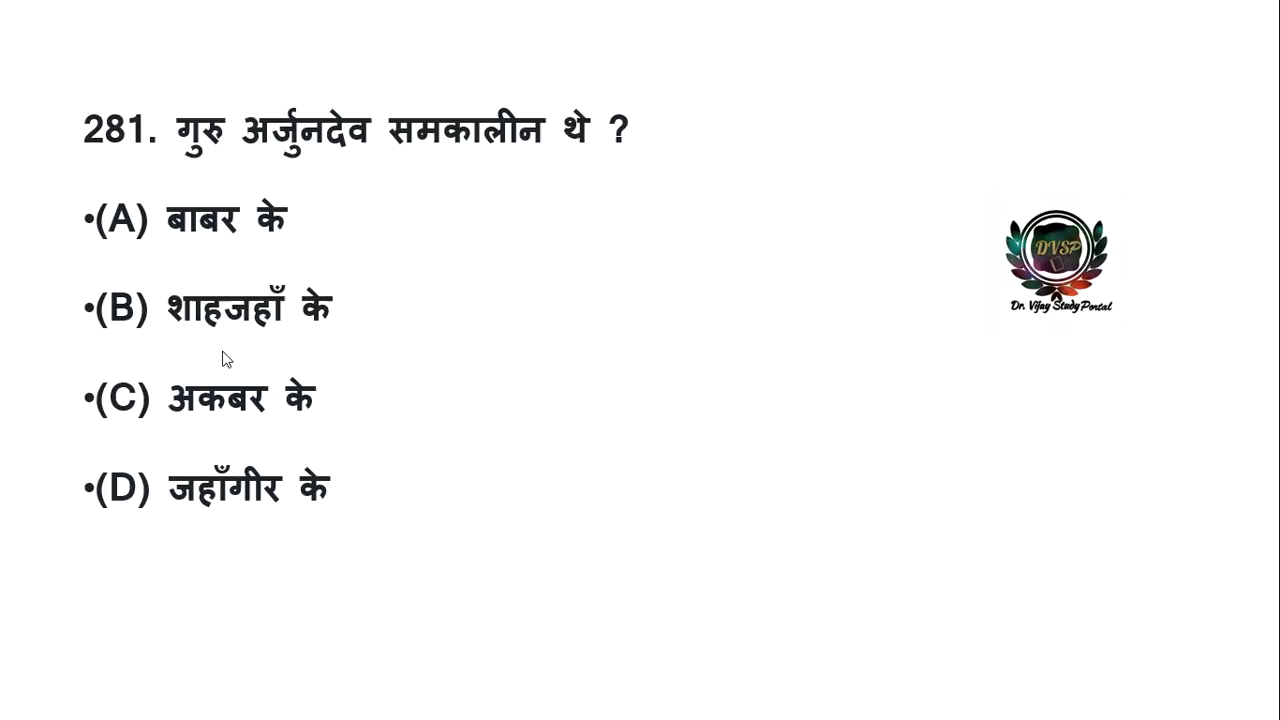 281. गुरु अर्जुनदेव समकालीन थे ?
•(A) बाबर के
•(B) शाहजहाँ के
•(C) अकबर के
•(D) जहाँगीर के
DVSP
Dr. Vijay Study Portal